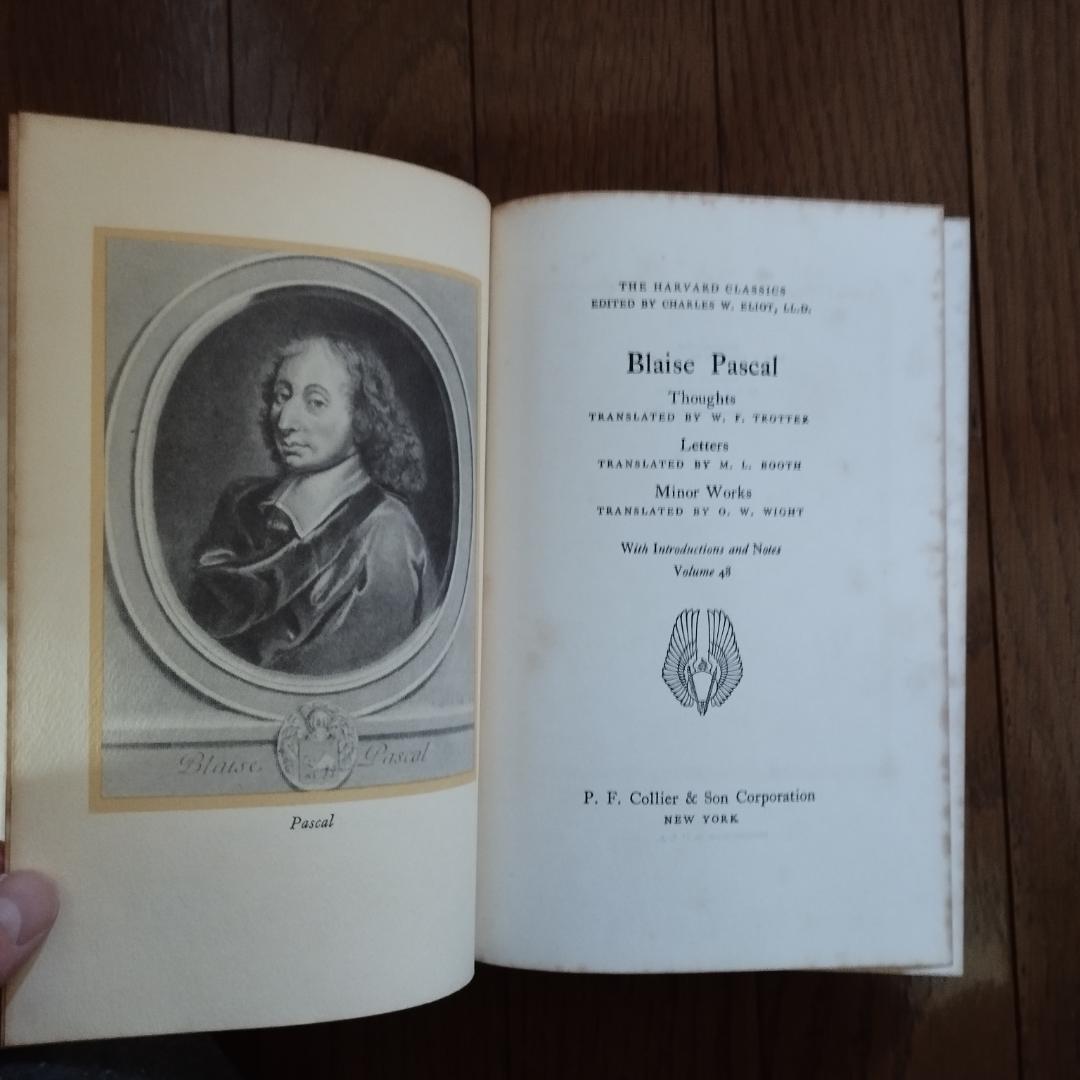 Blaise Pascal
Pascal
THE HARVARD CLASSICS
EDITED BY CHARLES W. ELIOT, LL.D.
Blaise Pascal
Thoughts
TRANSLATED BY W. F. TROTTER
Letters
TRANSLATED BY M. L. BOOTH
Minor Works
TRANSLATED BY O. W. WIGHT
With Introductions and Notes
Volume 48
P. F. Collier & Son Corporation
NEW YORK